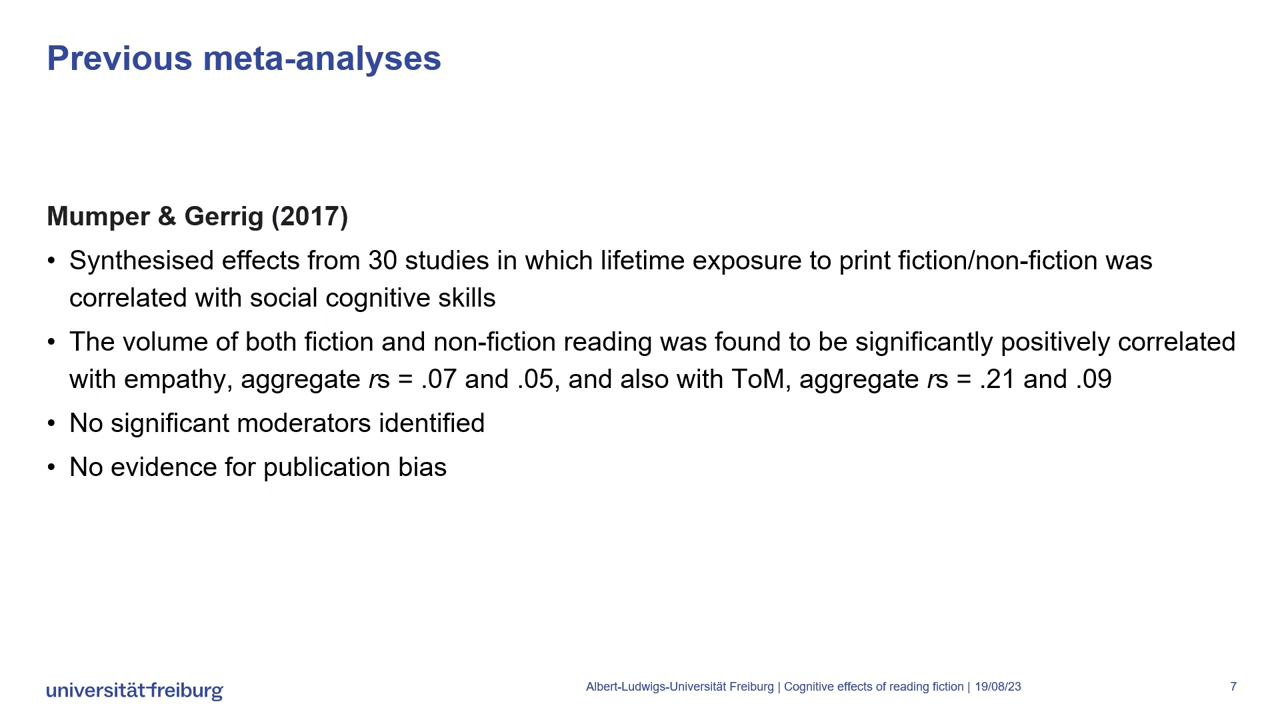 Previous meta-analyses
Mumper & Gerrig (2017)
• Synthesised effects from 30 studies in which lifetime exposure to print fiction/non-fiction was
correlated with social cognitive skills
• The volume of both fiction and non-fiction reading was found to be significantly positively correlated
with empathy, aggregate rs = .07 and .05, and also with ToM, aggregate rs = .21 and .09
• No significant moderators identified
• No evidence for publication bias
universität freiburg
Albert-Ludwigs-Universität Freiburg | Cognitive effects of reading fiction | 19/08/23
7